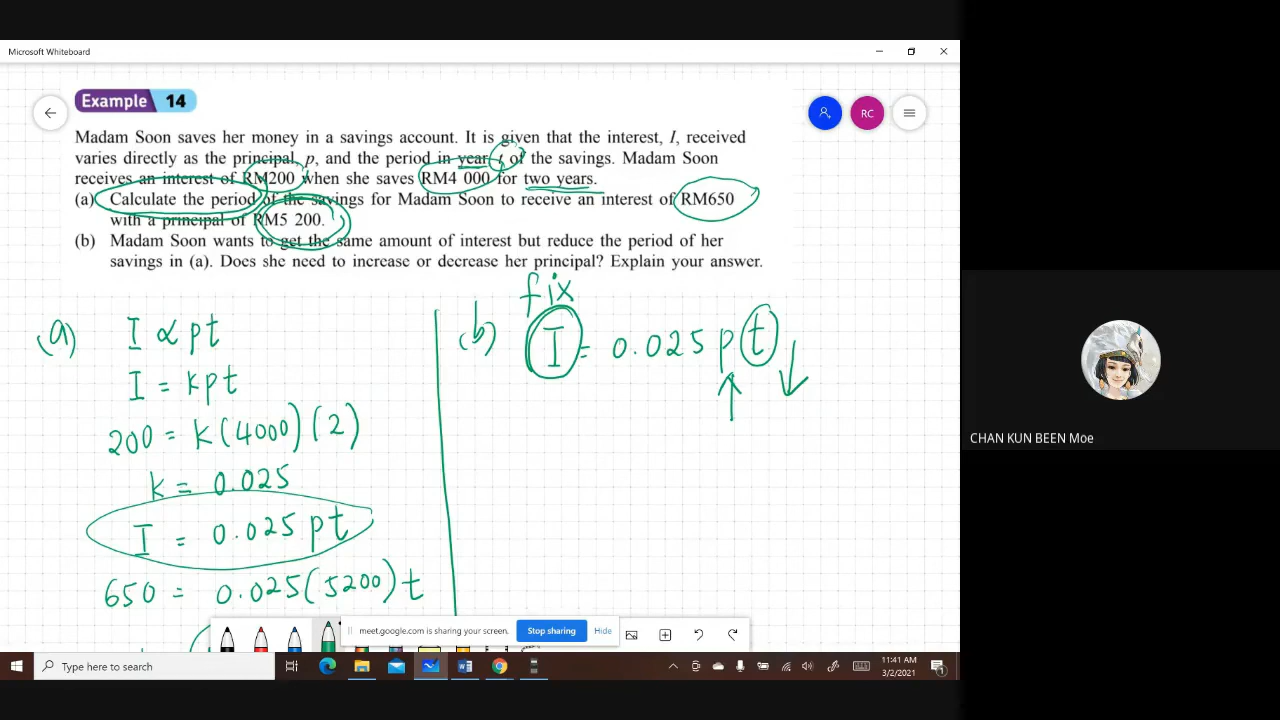 Microsoft Whiteboard
Example 14
RC
Madam Soon saves her money in a savings account. It is given that the interest, I, received
varies directly as the principal, p, and the period in year, t of the savings. Madam Soon
receives an interest of RM200 when she saves RM4 000 for two years.
(a) Calculate the period of the savings for Madam Soon to receive an interest of RM650
with a principal of RM5 200.
(b) Madam Soon wants to get the same amount of interest but reduce the period of her
savings in (a). Does she need to increase or decrease her principal? Explain your answer.
(a) I ∝ pt
I = kpt
200 = k(4000)(2)
k = 0.025
I = 0.025 pt
650 = 0.025(5200)t
fix
(b) I = 0.025 pt ↑ ↓
CHAN KUN BEEN Moe
meet.google.com is sharing your screen.
Stop sharing
Hide
Type here to search
11:41 AM
3/2/2021
1